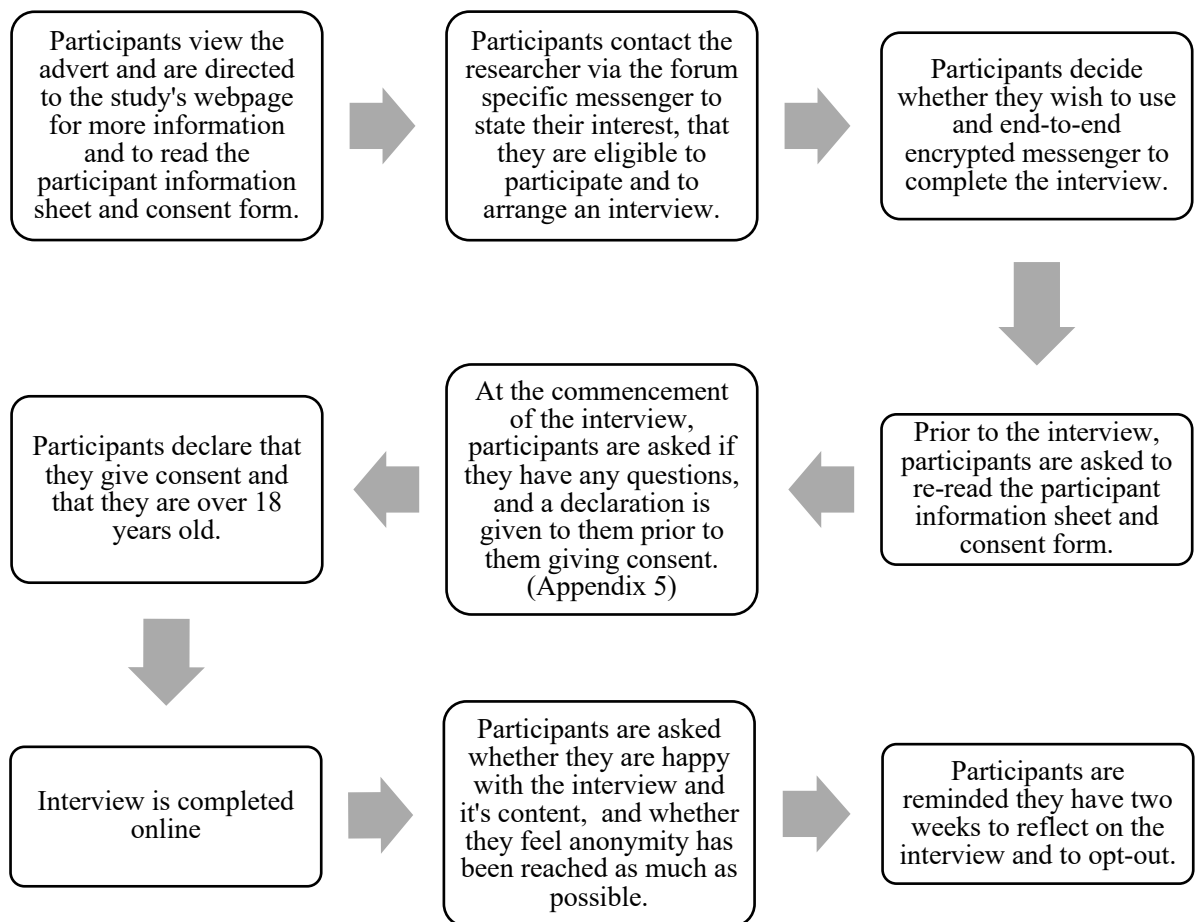 Participants view the
advert and are directed
to the study's webpage
for more information
and to read the
participant information
sheet and consent form.
Participants contact the
researcher via the forum
specific messenger to
state their interest, that
they are eligible to
participate and to
arrange an interview.
Participants decide
whether they wish to use
and end-to-end
encrypted messenger to
complete the interview.
Prior to the interview,
participants are asked to
re-read the participant
information sheet and
consent form.
At the commencement
of the interview,
participants are asked if
they have any questions,
and a declaration is
given to them prior to
them giving consent.
(Appendix 5)
Participants declare that
they give consent and
that they are over 18
years old.
Interview is completed
online
Participants are asked
whether they are happy
with the interview and
it's content,  and whether
they feel anonymity has
been reached as much as
possible.
Participants are
reminded they have two
weeks to reflect on the
interview and to opt-out.